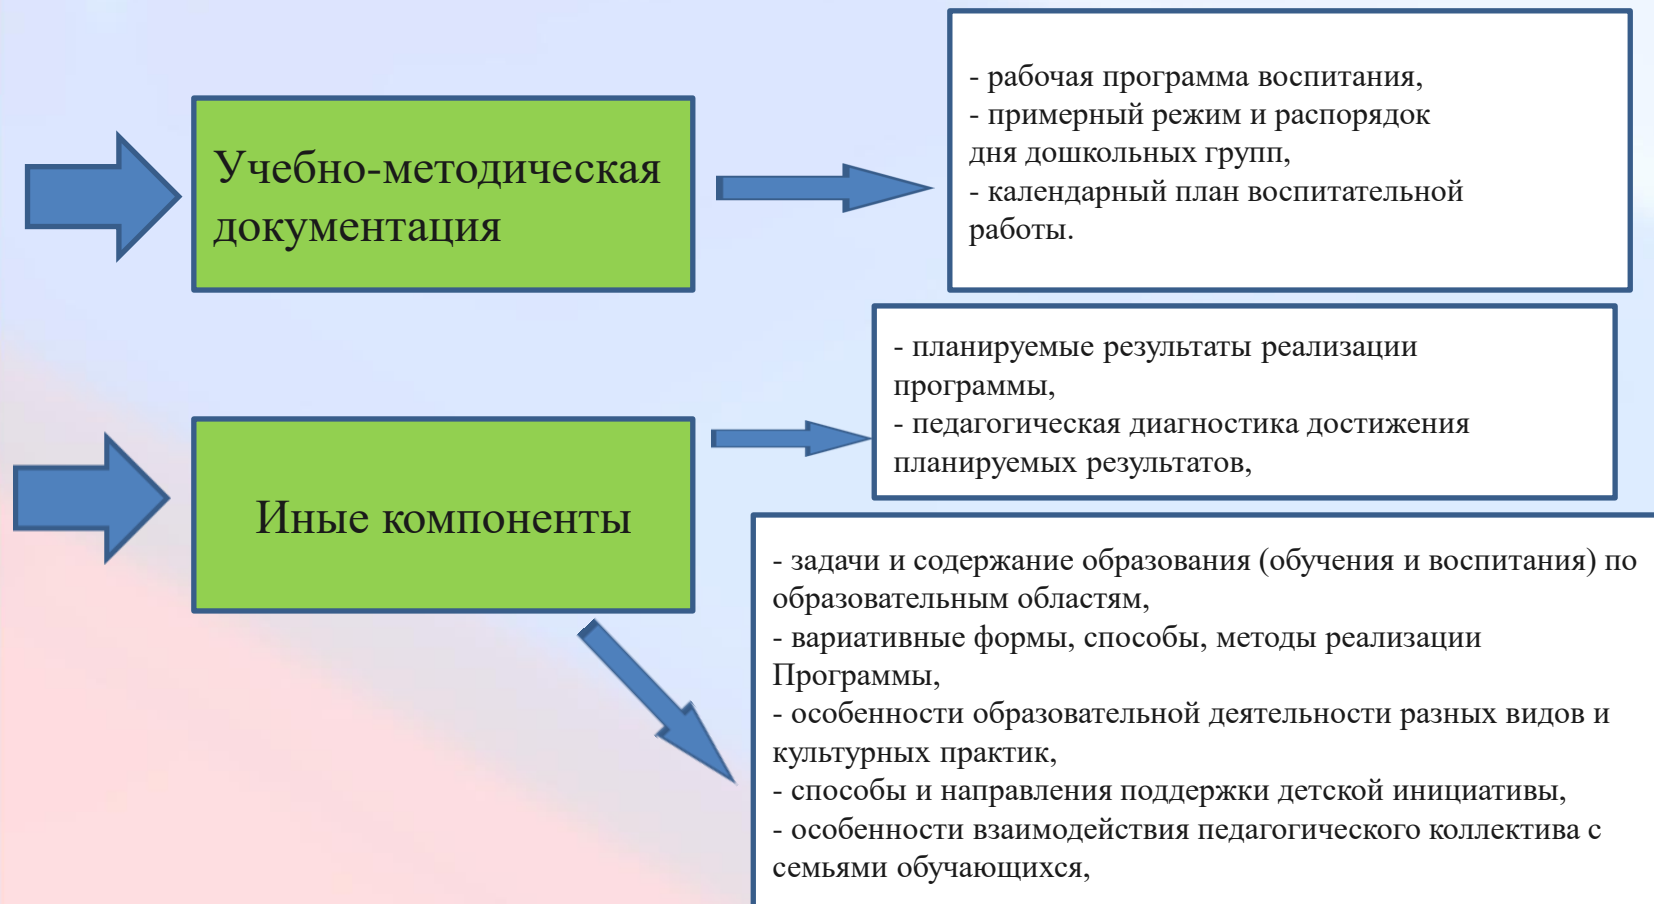 Учебно-методическая
документация
- рабочая программа воспитания,
- примерный режим и распорядок
дня дошкольных групп,
- календарный план воспитательной
работы.
Иные компоненты
- планируемые результаты реализации
программы,
- педагогическая диагностика достижения
планируемых результатов,
- задачи и содержание образования (обучения и воспитания) по
образовательным областям,
- вариативные формы, способы, методы реализации
Программы,
- особенности образовательной деятельности разных видов и
культурных практик,
- способы и направления поддержки детской инициативы,
- особенности взаимодействия педагогического коллектива с
семьями обучающихся,